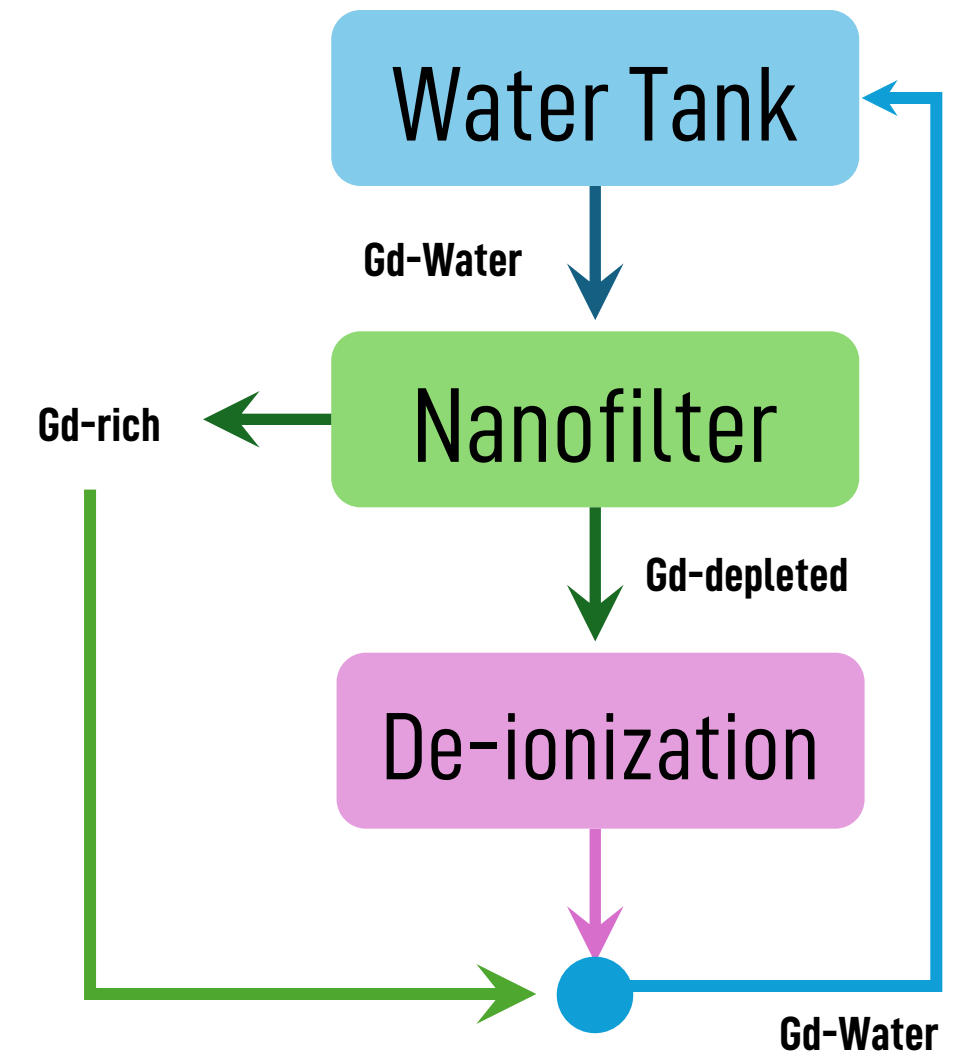 Water Tank
Gd-Water
Nanofilter
Gd-rich
Gd-depleted
De-ionization
Gd-Water